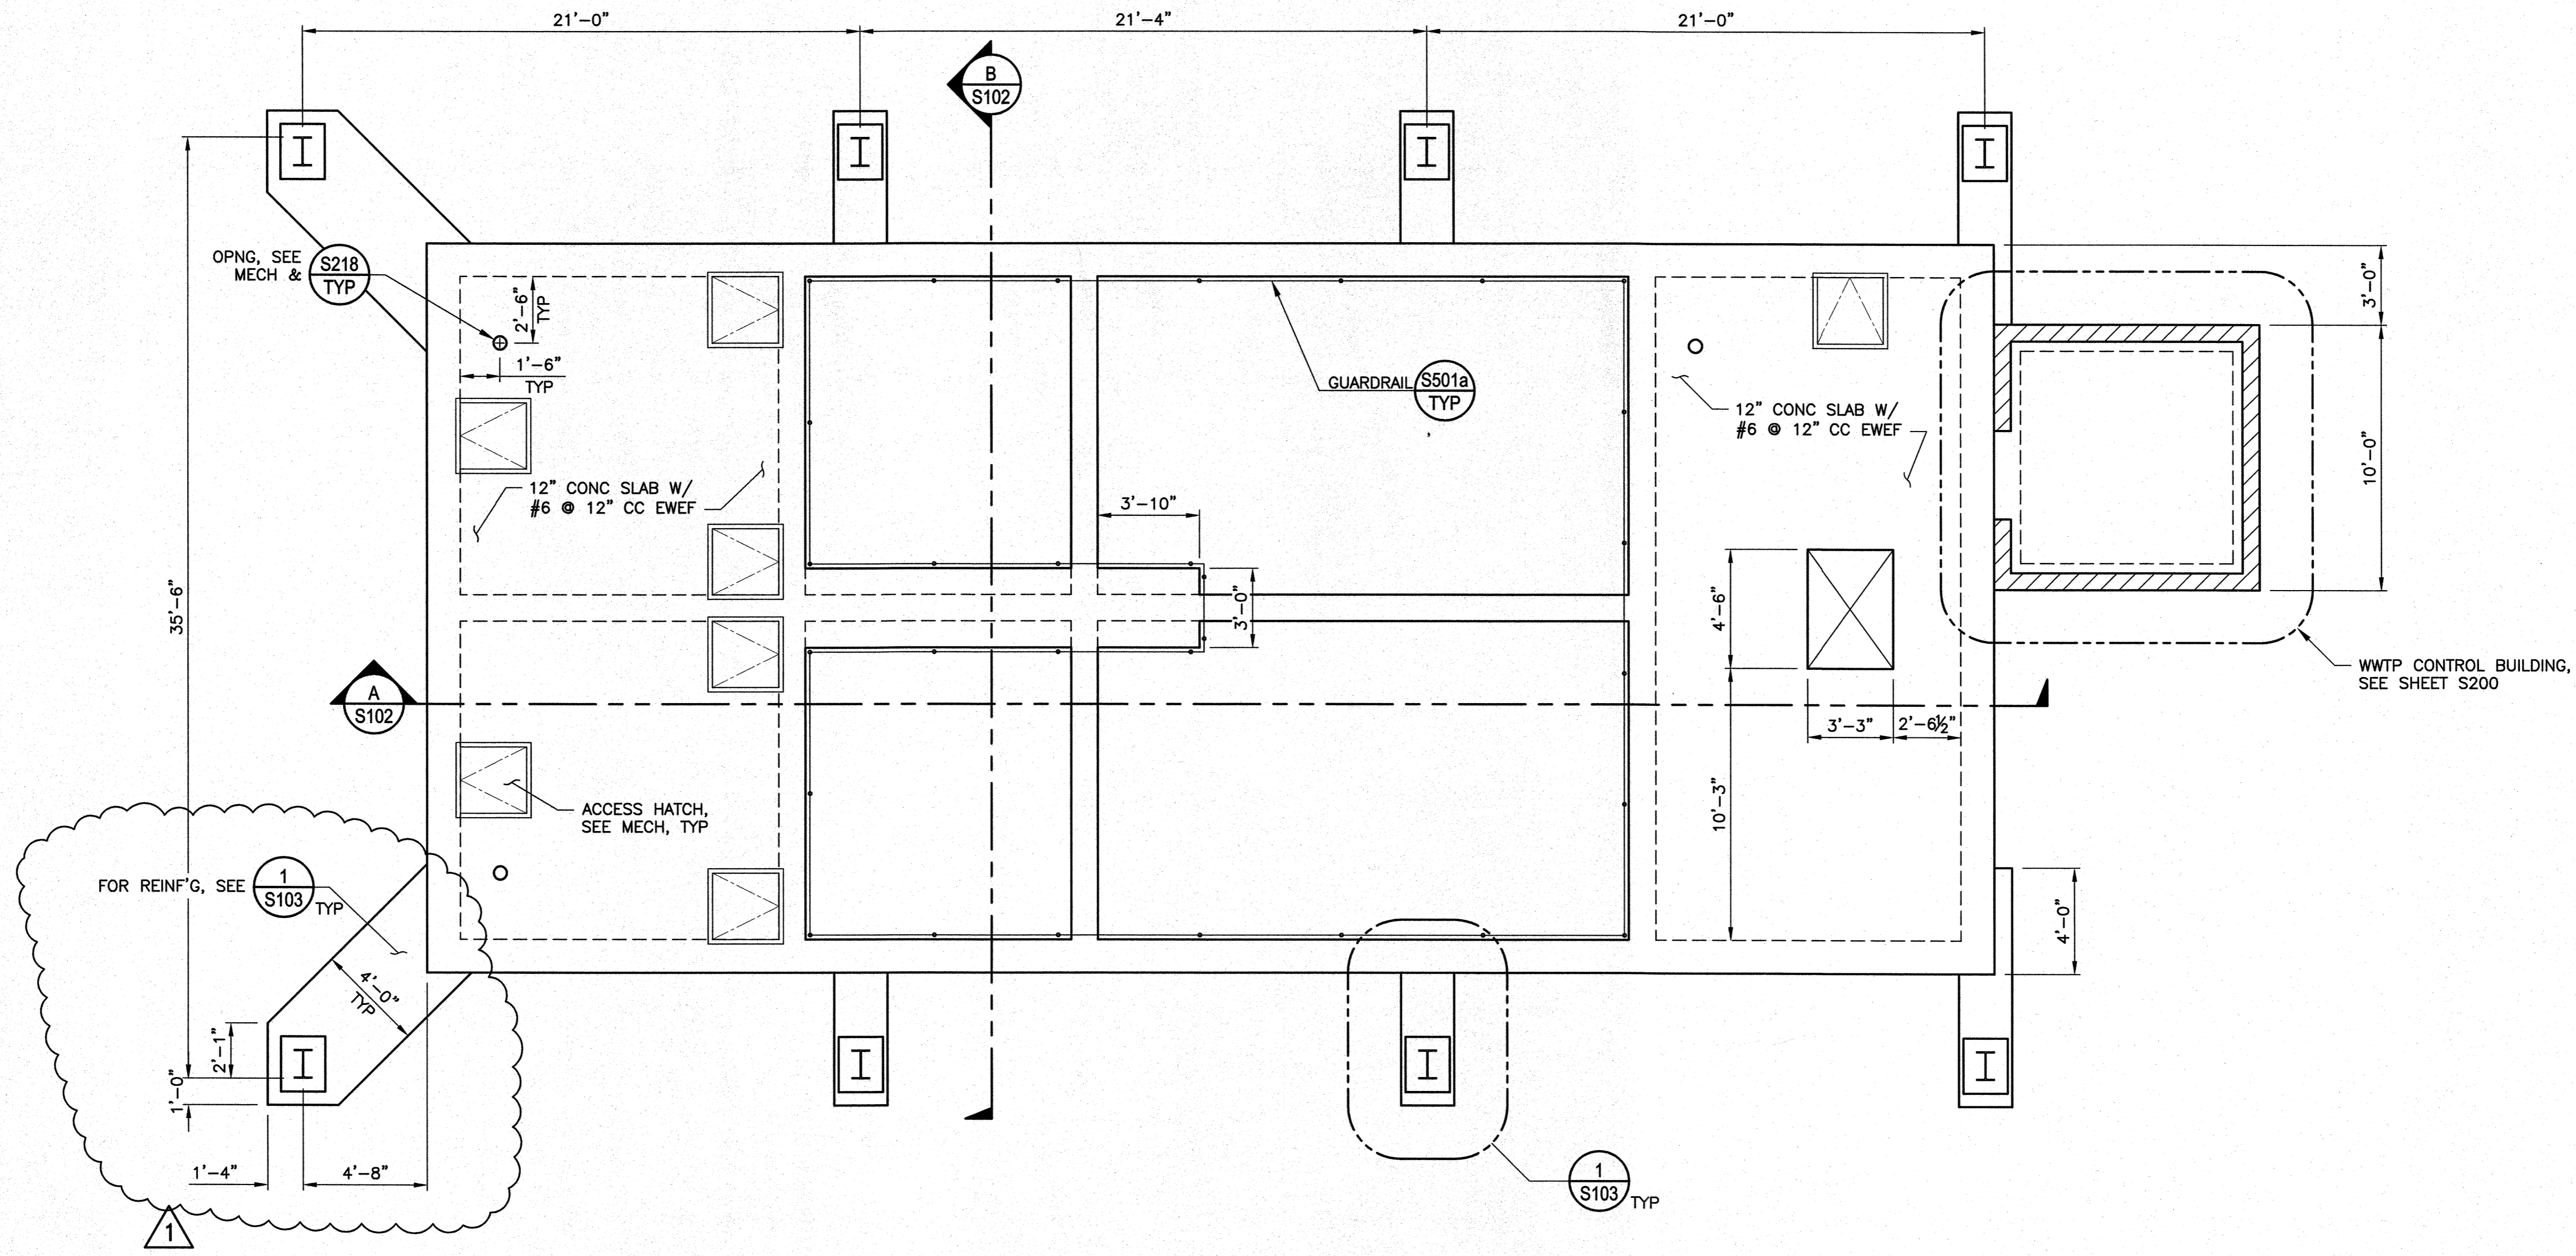 21'-0"
21'-4"
21'-0"
B
S102
OPNG, SEE
MECH &
S218
TYP
2'-6"
TYP
1'-6"
TYP
GUARDRAIL
S501a
TYP
3'-0"
10'-0"
12" CONC SLAB W/
#6 @ 12" CC EWEF
12" CONC SLAB W/
#6 @ 12" CC EWEF
3'-10"
3'-0"
35'-6"
4'-6"
WWTP CONTROL BUILDING,
SEE SHEET S200
A
S102
3'-3"
2'-6½"
10'-3"
ACCESS HATCH,
SEE MECH, TYP
FOR REINF'G, SEE
1
S103
TYP
4'-0"
TYP
4'-0"
2'-1"
1'-0"
1'-4"
4'-8"
1
S103
TYP
1